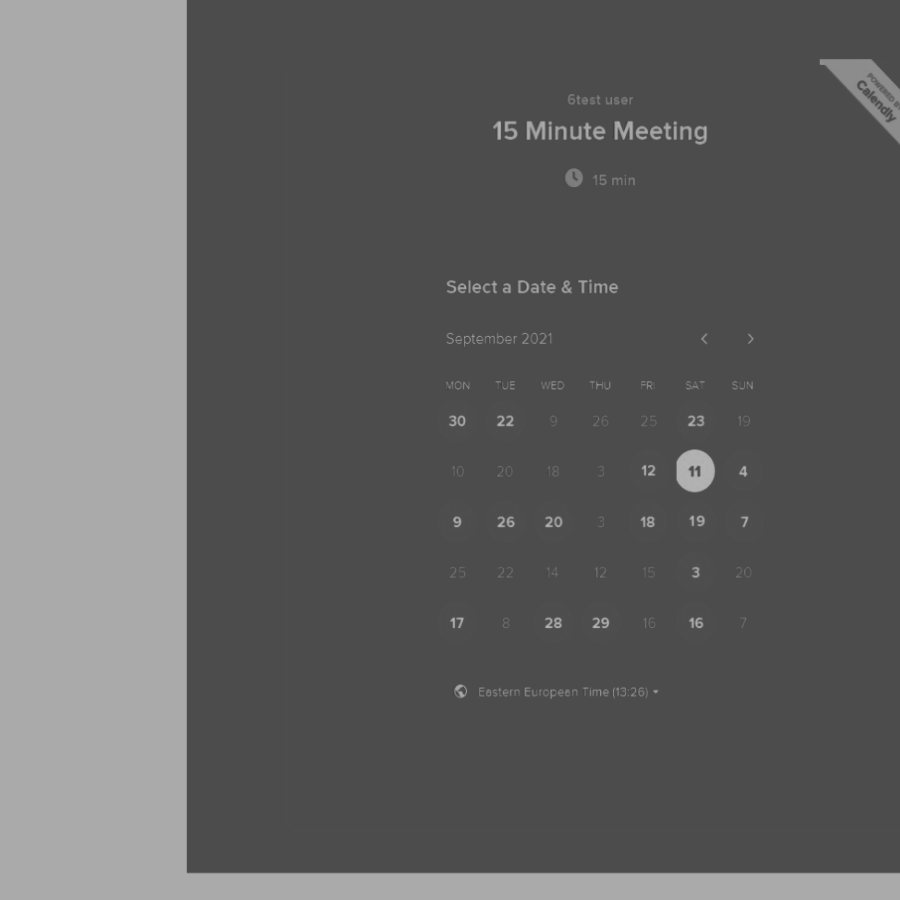 POWERED BY
Calendly
6test user
15 Minute Meeting
15 min
Select a Date & Time
September 2021
MON TUE WED THU FRI SAT SUN
30 22 9 26 25 23 19
10 20 18 3 12 11 4
9 26 20 3 18 19 7
25 22 14 12 15 3 20
17 8 28 29 16 16 7
Eastern European Time (13:26)